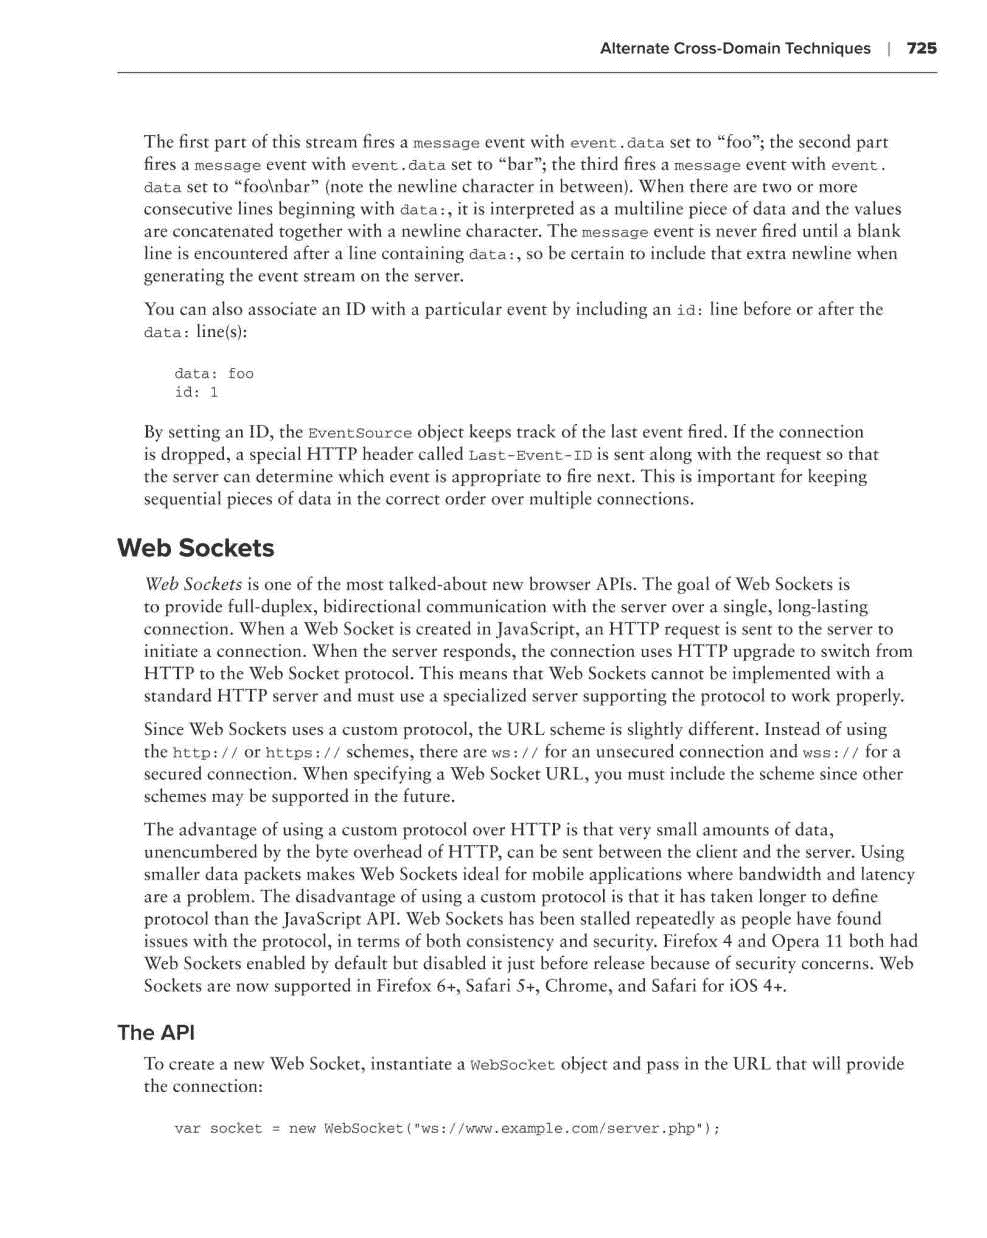 Alternate Cross-Domain Techniques | 725
The first part of this stream fires a message event with event.data set to “foo”; the second part
fires a message event with event.data set to “bar”; the third fires a message event with event.
data set to “foo\nbar” (note the newline character in between). When there are two or more
consecutive lines beginning with data:, it is interpreted as a multiline piece of data and the values
are concatenated together with a newline character. The message event is never fired until a blank
line is encountered after a line containing data:, so be certain to include that extra newline when
generating the event stream on the server.
You can also associate an ID with a particular event by including an id: line before or after the
data: line(s):
data: foo
id: 1
By setting an ID, the EventSource object keeps track of the last event fired. If the connection
is dropped, a special HTTP header called Last-Event-ID is sent along with the request so that
the server can determine which event is appropriate to fire next. This is important for keeping
sequential pieces of data in the correct order over multiple connections.
Web Sockets
Web Sockets is one of the most talked-about new browser APIs. The goal of Web Sockets is
to provide full-duplex, bidirectional communication with the server over a single, long-lasting
connection. When a Web Socket is created in JavaScript, an HTTP request is sent to the server to
initiate a connection. When the server responds, the connection uses HTTP upgrade to switch from
HTTP to the Web Socket protocol. This means that Web Sockets cannot be implemented with a
standard HTTP server and must use a specialized server supporting the protocol to work properly.
Since Web Sockets uses a custom protocol, the URL scheme is slightly different. Instead of using
the http:// or https:// schemes, there are ws:// for an unsecured connection and wss:// for a
secured connection. When specifying a Web Socket URL, you must include the scheme since other
schemes may be supported in the future.
The advantage of using a custom protocol over HTTP is that very small amounts of data,
unencumbered by the byte overhead of HTTP, can be sent between the client and the server. Using
smaller data packets makes Web Sockets ideal for mobile applications where bandwidth and latency
are a problem. The disadvantage of using a custom protocol is that it has taken longer to define
protocol than the JavaScript API. Web Sockets has been stalled repeatedly as people have found
issues with the protocol, in terms of both consistency and security. Firefox 4 and Opera 11 both had
Web Sockets enabled by default but disabled it just before release because of security concerns. Web
Sockets are now supported in Firefox 6+, Safari 5+, Chrome, and Safari for iOS 4+.
The API
To create a new Web Socket, instantiate a WebSocket object and pass in the URL that will provide
the connection:
var socket = new WebSocket("ws://www.example.com/server.php");